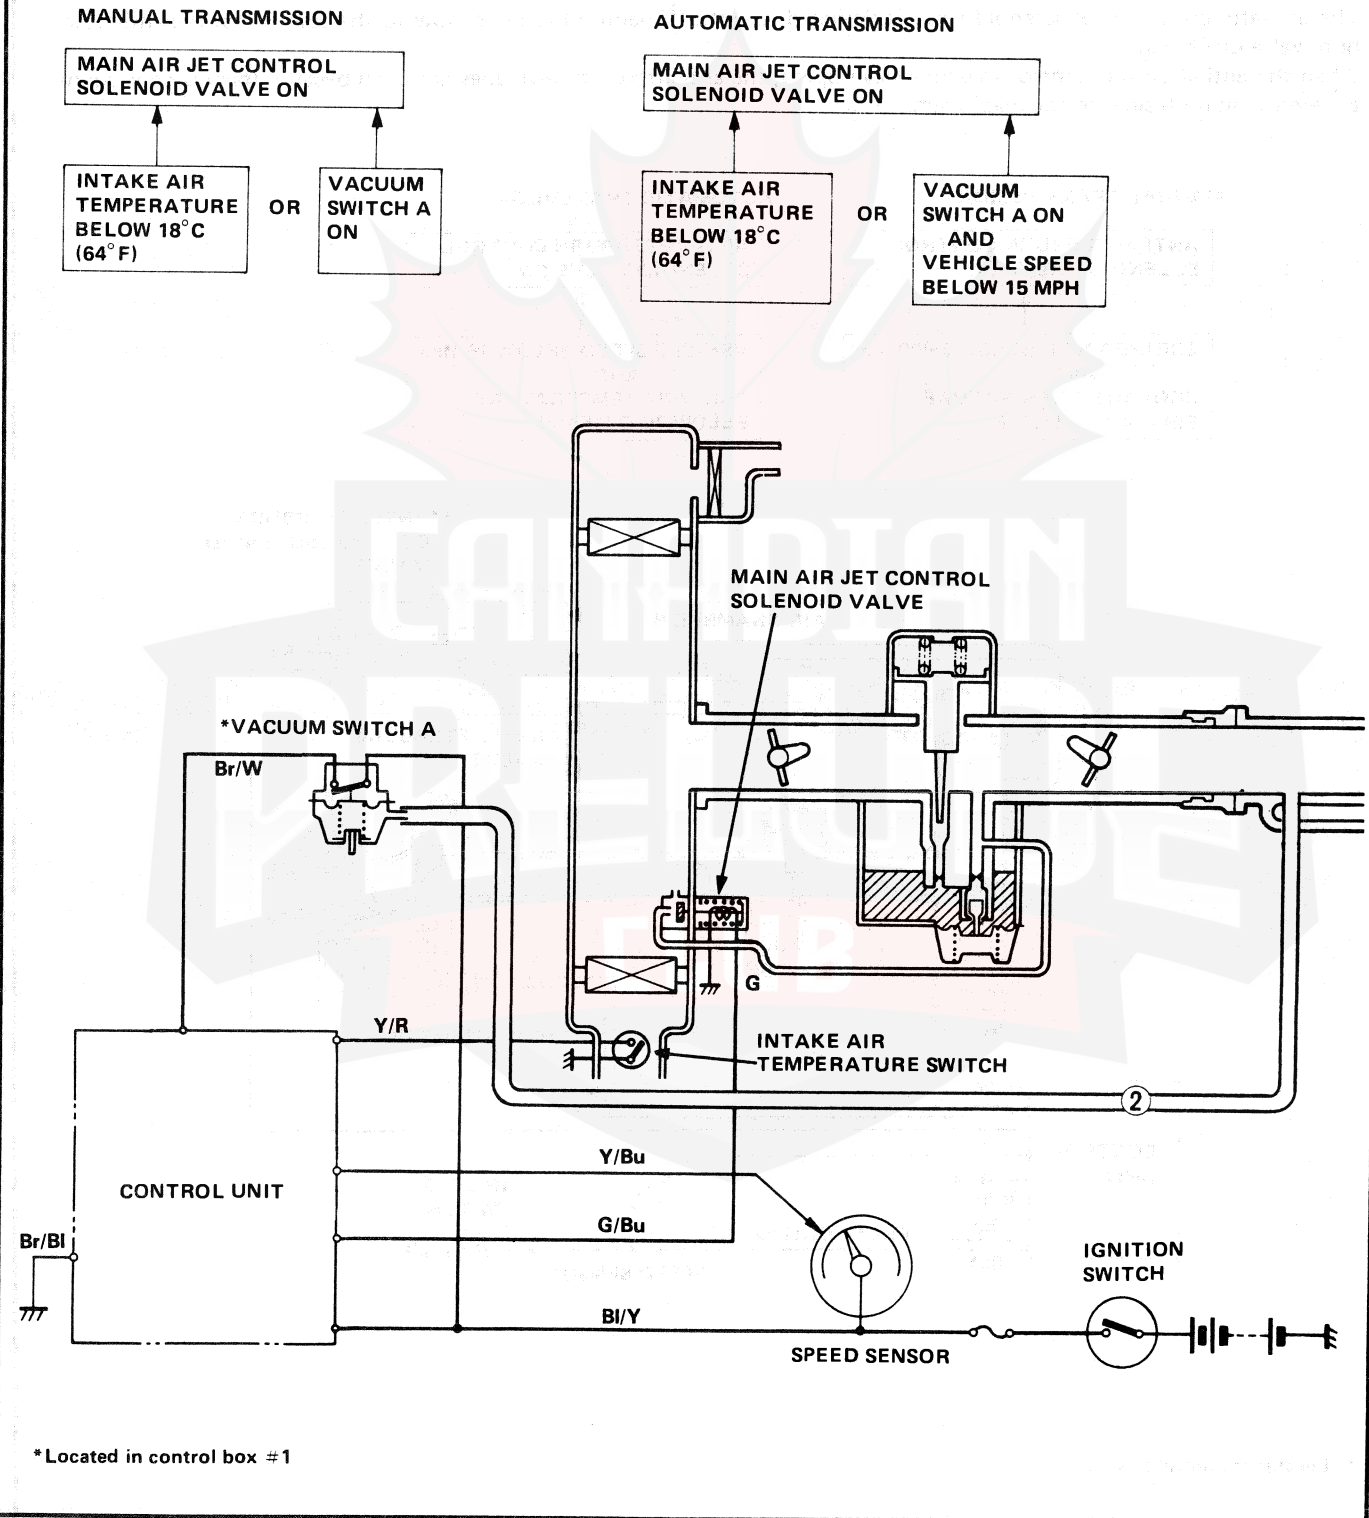 MANUAL TRANSMISSION
MAIN AIR JET CONTROL
SOLENOID VALVE ON
INTAKE AIR
TEMPERATURE
BELOW 18°C
(64°F)
OR
VACUUM
SWITCH A
ON
AUTOMATIC TRANSMISSION
MAIN AIR JET CONTROL
SOLENOID VALVE ON
INTAKE AIR
TEMPERATURE
BELOW 18°C
(64°F)
OR
VACUUM
SWITCH A ON
AND
VEHICLE SPEED
BELOW 15 MPH
CANADIAN
PRELUDE
CLUB
MAIN AIR JET CONTROL
SOLENOID VALVE
*VACUUM SWITCH A
Br/W
G
Y/R
INTAKE AIR
TEMPERATURE SWITCH
2
Y/Bu
CONTROL UNIT
G/Bu
Br/Bl
IGNITION
SWITCH
Bl/Y
SPEED SENSOR
*Located in control box #1